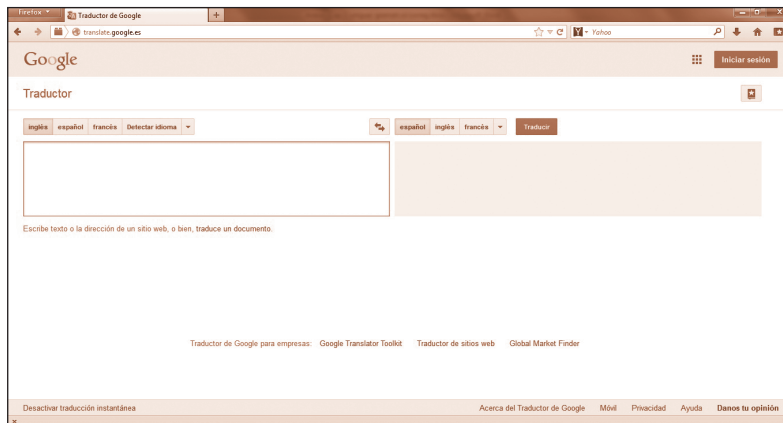 Firefox
Traductor de Google
+
translate.google.es
Yahoo
Google
Iniciar sesión
Traductor
inglés español francés Detectar idioma
español inglés francés Traducir
Escribe texto o la dirección de un sitio web, o bien, traduce un documento.
Traductor de Google para empresas: Google Translator Toolkit Traductor de sitios web Global Market Finder
Desactivar traducción instantánea Acerca del Traductor de Google Móvil Privacidad Ayuda Danos tu opinión
x